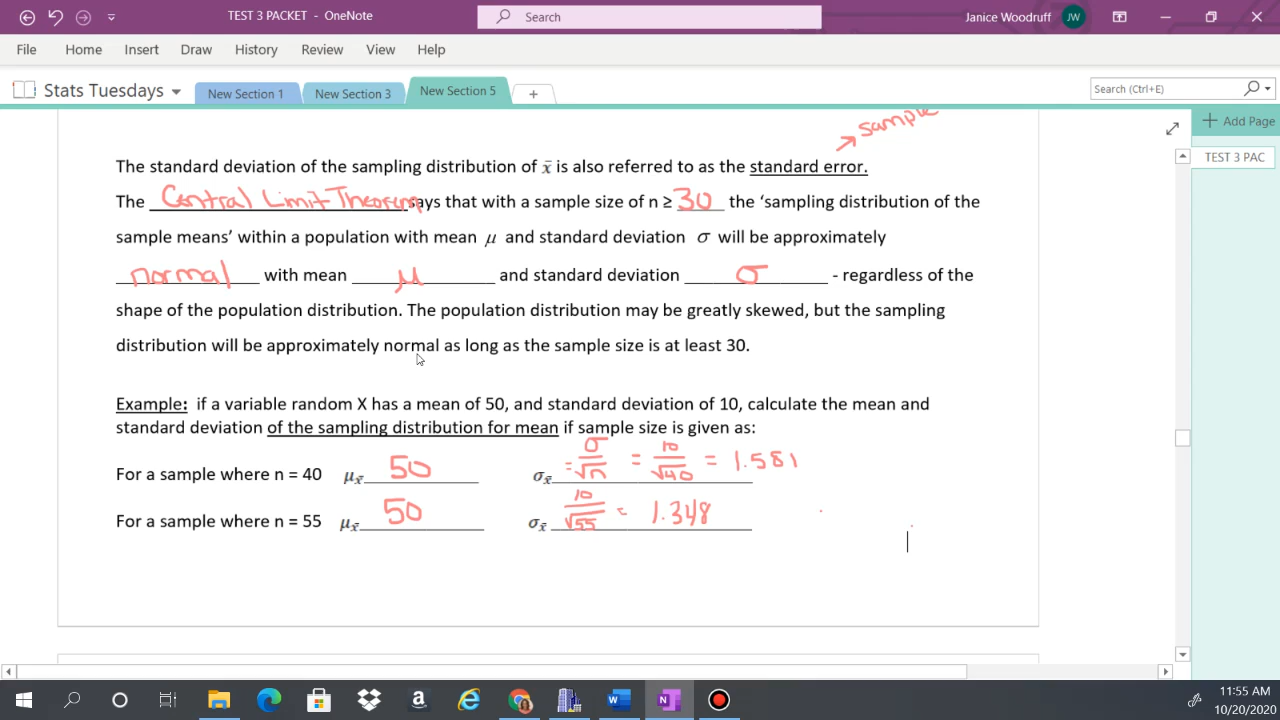 TEST 3 PACKET - OneNote
Search
Janice Woodruff
JW
File Home Insert Draw History Review View Help
Stats Tuesdays
New Section 1
New Section 3
New Section 5
+
Search (Ctrl+E)
+ Add Page
TEST 3 PAC
sample
The standard deviation of the sampling distribution of x̄ is also referred to as the standard error.
The Central Limit Theorem says that with a sample size of n ≥ 30 the ‘sampling distribution of the
sample means’ within a population with mean μ and standard deviation σ will be approximately
normal with mean μ and standard deviation σ - regardless of the
shape of the population distribution. The population distribution may be greatly skewed, but the sampling
distribution will be approximately normal as long as the sample size is at least 30.
Example: if a variable random X has a mean of 50, and standard deviation of 10, calculate the mean and
standard deviation of the sampling distribution for mean if sample size is given as:
For a sample where n = 40 μx̄ 50 σx̄ = σ/√n = 10/√40 = 1.581
For a sample where n = 55 μx̄ 50 σx̄ 10/√55 = 1.348
11:55 AM
10/20/2020